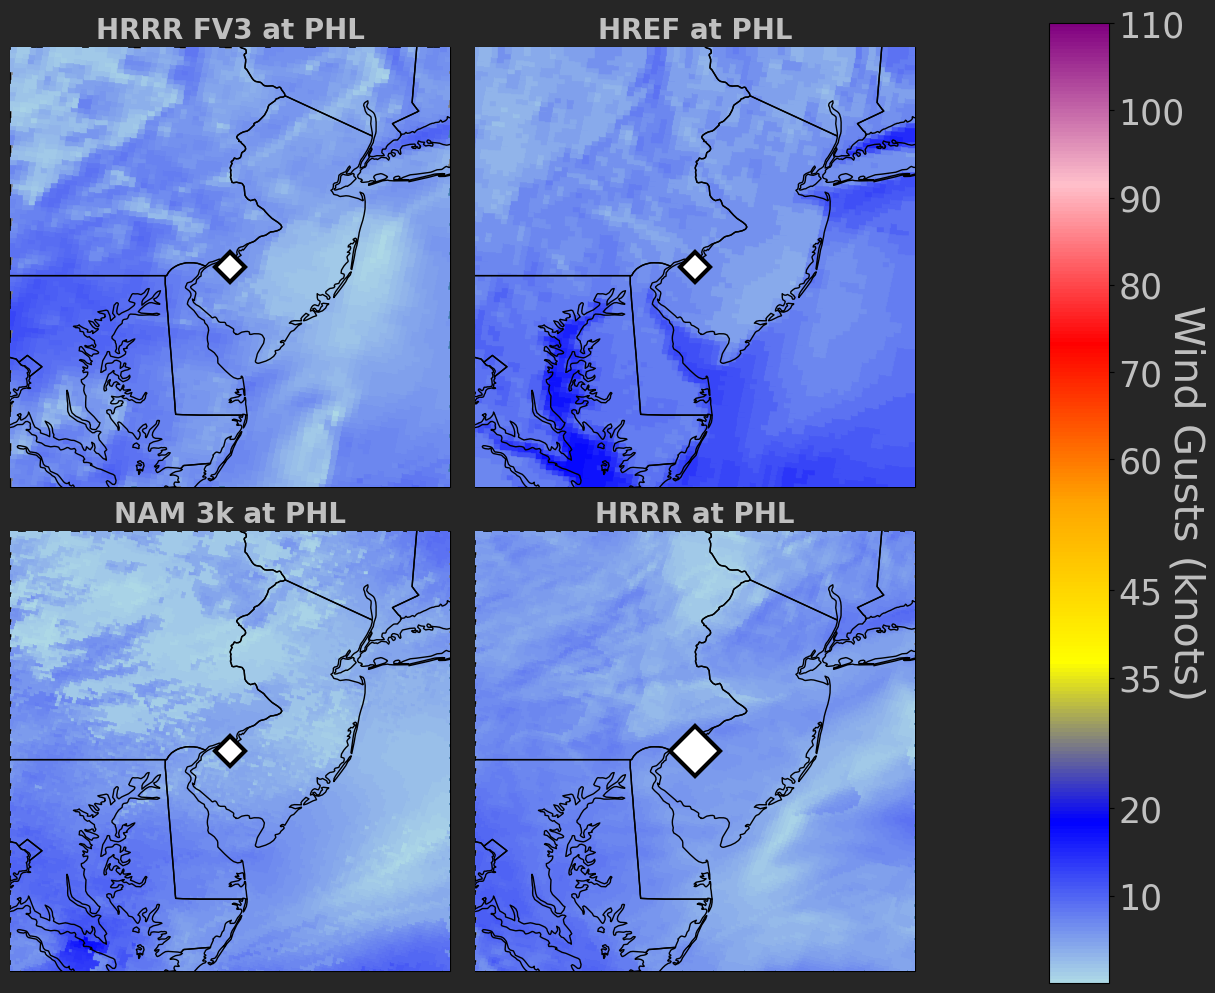 HRRR FV3 at PHL
HREF at PHL
NAM 3k at PHL
HRRR at PHL
110
100
90
80
70
60
45
35
20
10
Wind Gusts (knots)